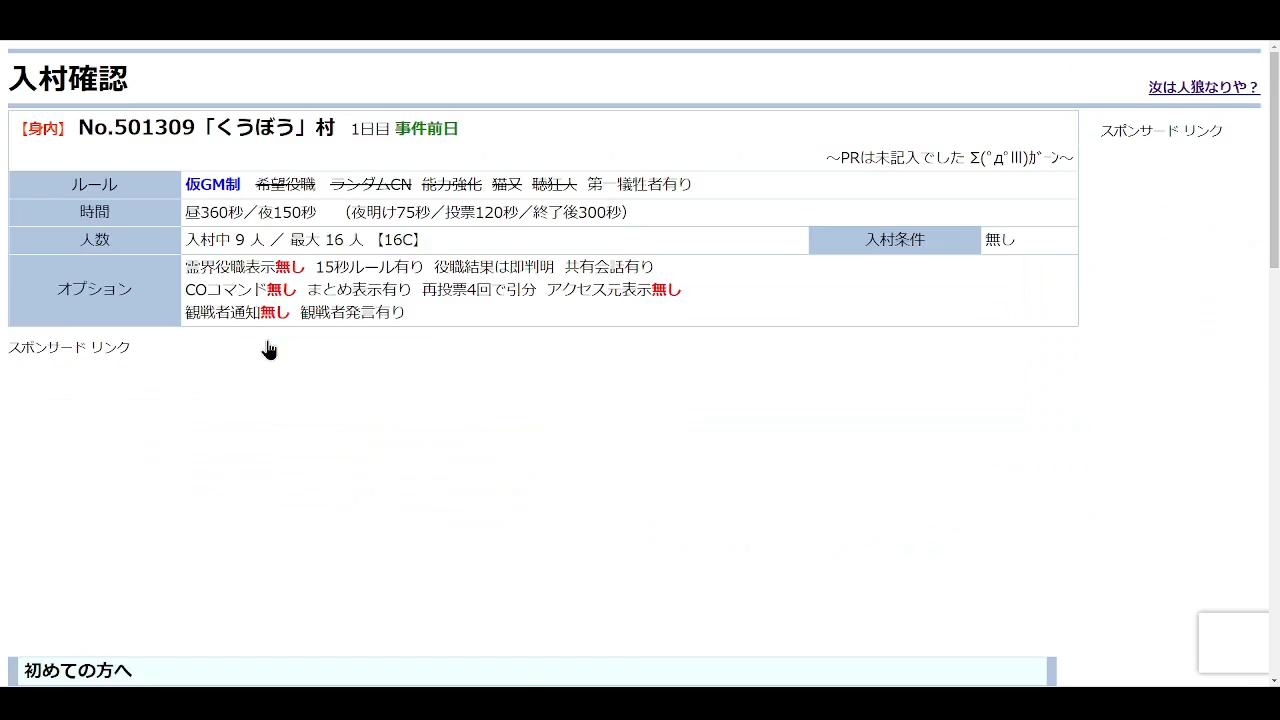 入村確認
汝は人狼なりや？
【身内】 No.501309「くうぼう」村 1日目 事件前日
スポンサード リンク
～PRは未記入でした Σ(ﾟдﾟlll)ｶﾞｰﾝ～
ルール 仮GM制 希望役職 ランダムCN 能力強化 猫又 聴狂人 第一犠牲者有り
時間 昼360秒／夜150秒 （夜明け75秒／投票120秒／終了後300秒）
人数 入村中 9 人 ／ 最大 16 人 【16C】 入村条件 無し
オプション
霊界役職表示無し 15秒ルール有り 役職結果は即判明 共有会話有り
COコマンド無し まとめ表示有り 再投票4回で引分 アクセス元表示無し
観戦者通知無し 観戦者発言有り
スポンサード リンク
初めての方へ